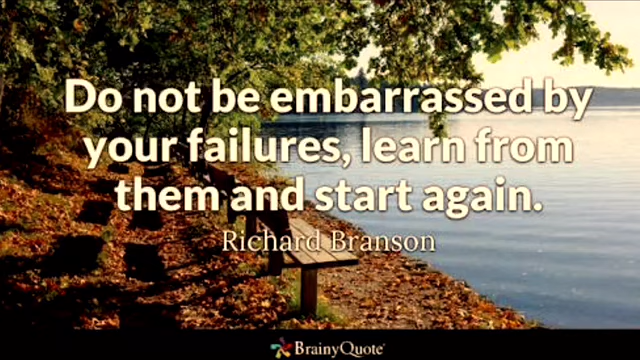 Do not be embarrassed by
your failures, learn from
them and start again.
Richard Branson
BrainyQuote